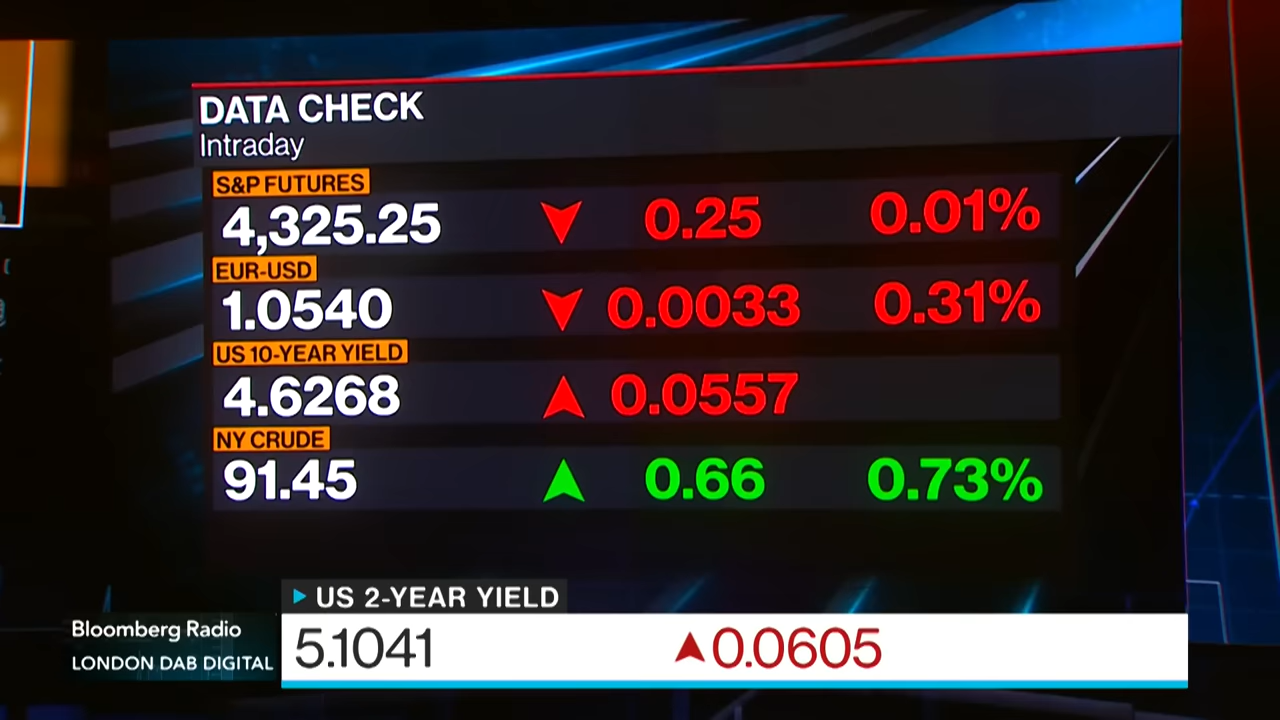 DATA CHECK
Intraday
S&P FUTURES
4,325.25 ▼ 0.25 0.01%
EUR-USD
1.0540 ▼ 0.0033 0.31%
US 10-YEAR YIELD
4.6268 ▲ 0.0557
NY CRUDE
91.45 ▲ 0.66 0.73%
US 2-YEAR YIELD
5.1041 ▲0.0605
Bloomberg Radio
LONDON DAB DIGITAL